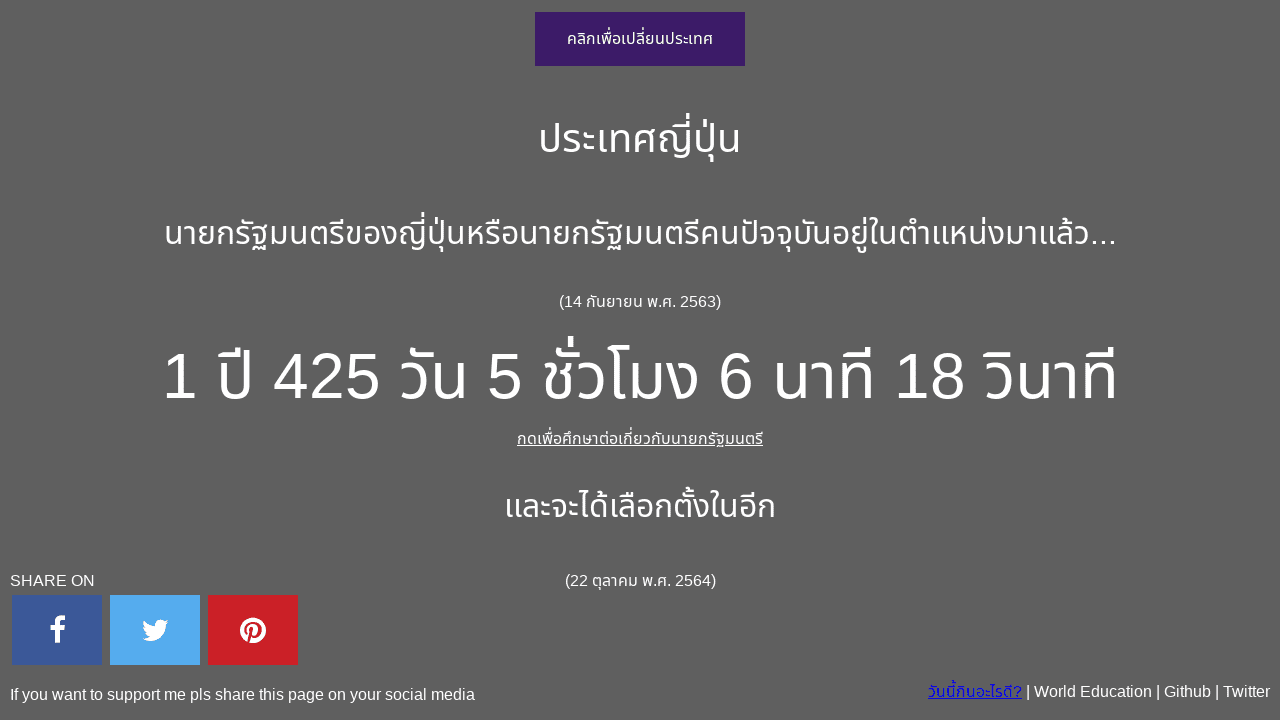 คลิกเพื่อเปลี่ยนประเทศ
ประเทศญี่ปุ่น
นายกรัฐมนตรีของญี่ปุ่นหรือนายกรัฐมนตรีคนปัจจุบันอยู่ในตำแหน่งมาแล้ว...
(14 กันยายน พ.ศ. 2563)
1 ปี 425 วัน 5 ชั่วโมง 6 นาที 18 วินาที
กดเพื่อศึกษาต่อเกี่ยวกับนายกรัฐมนตรี
และจะได้เลือกตั้งในอีก
(22 ตุลาคม พ.ศ. 2564)
SHARE ON
If you want to support me pls share this page on your social media
วันนี้กินอะไรดี? | World Education | Github | Twitter